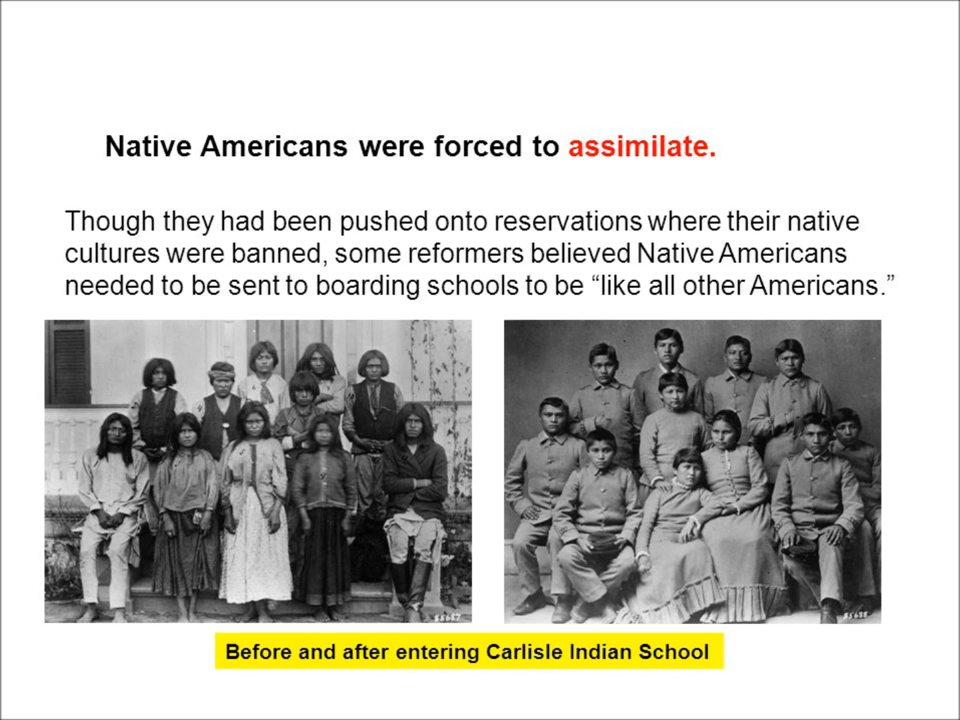 Native Americans were forced to assimilate.
Though they had been pushed onto reservations where their native
cultures were banned, some reformers believed Native Americans
needed to be sent to boarding schools to be “like all other Americans.”
55657
55658
Before and after entering Carlisle Indian School